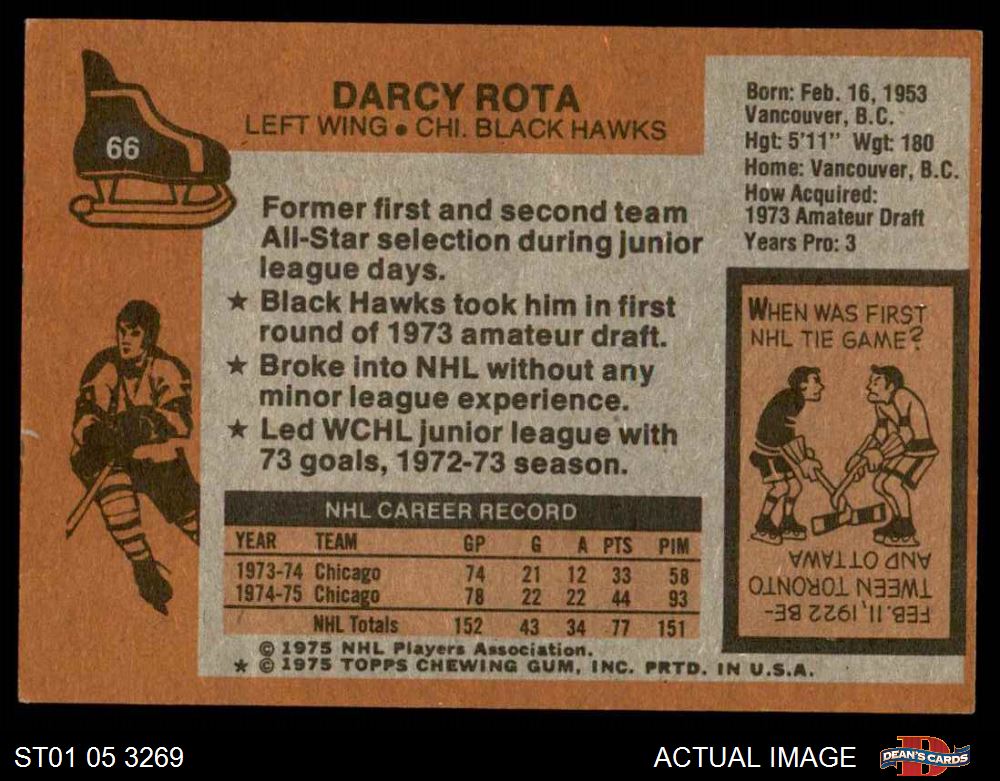 66
DARCY ROTA
LEFT WING • CHI. BLACK HAWKS
Born: Feb. 16, 1953
Vancouver, B.C.
Hgt: 5'11" Wgt: 180
Home: Vancouver, B.C.
How Acquired:
1973 Amateur Draft
Years Pro: 3
Former first and second team
All-Star selection during junior
league days.
★ Black Hawks took him in first
round of 1973 amateur draft.
★ Broke into NHL without any
minor league experience.
★ Led WCHL junior league with
73 goals, 1972-73 season.
WHEN WAS FIRST
NHL TIE GAME?
FEB. 11, 1922 BE-
TWEEN TORONTO
AND OTTAWA
NHL CAREER RECORD
YEAR TEAM GP G A PTS PIM
1973-74 Chicago 74 21 12 33 58
1974-75 Chicago 78 22 22 44 93
NHL Totals 152 43 34 77 151
© 1975 NHL Players Association.
★ © 1975 TOPPS CHEWING GUM, INC. PRTD. IN U.S.A.
ST01 05 3269
ACTUAL IMAGE
D
DEAN'S CARDS